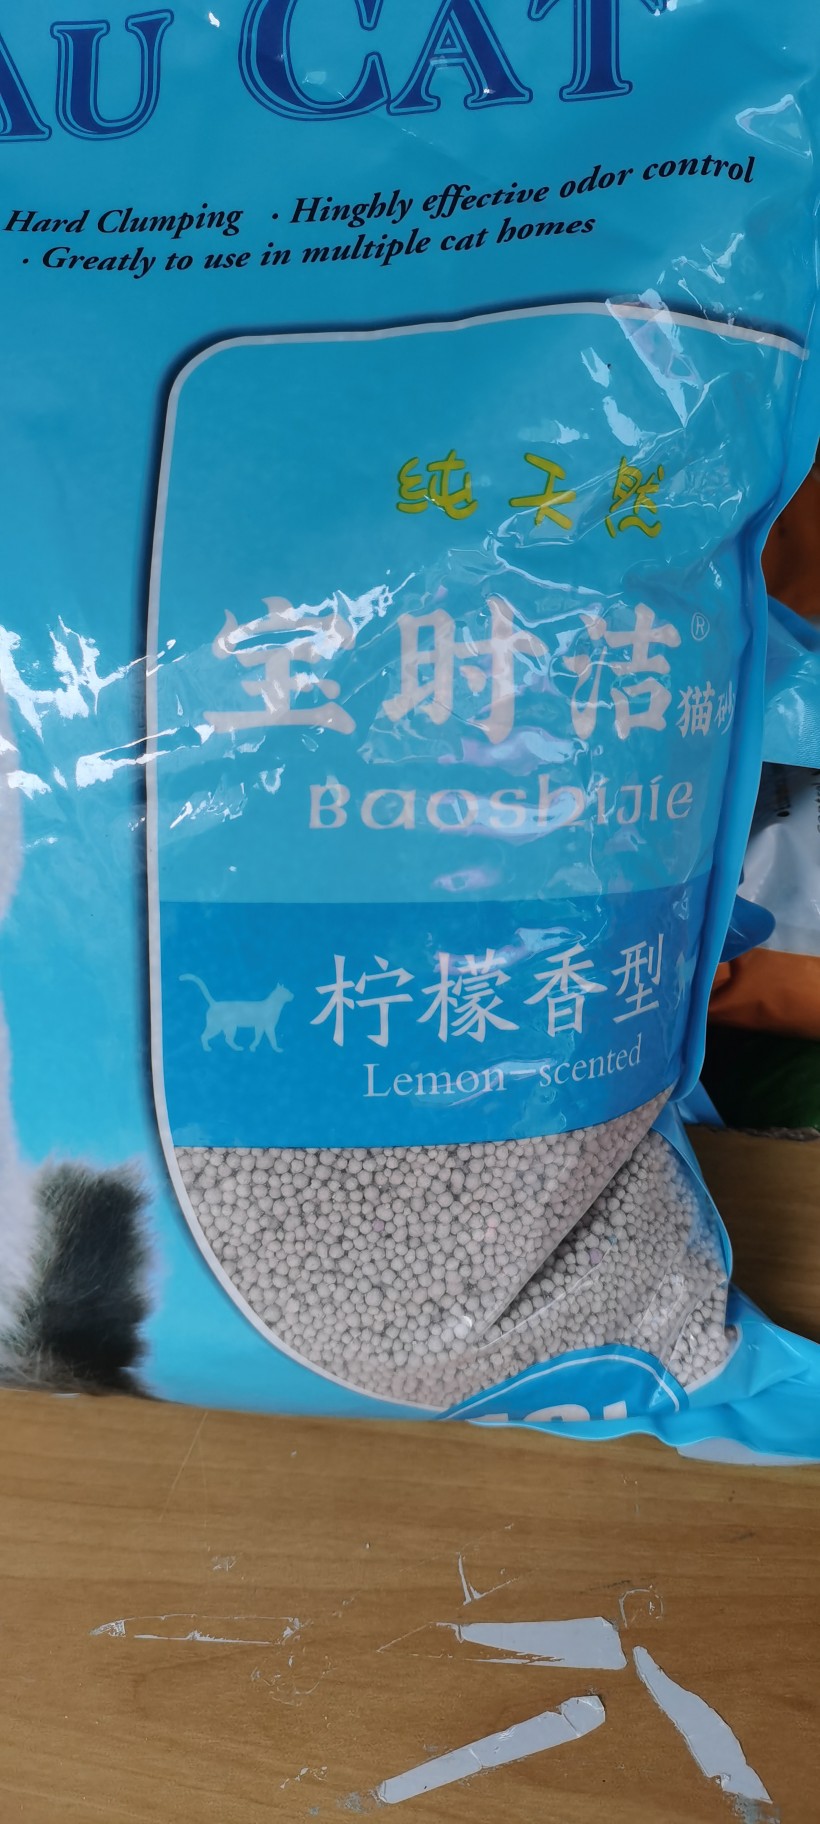 AU CAT
Hard Clumping · Hinghly effective odor control
· Greatly to use in multiple cat homes
纯天然
宝时洁®
猫砂
Baoshijie
柠檬香型
Lemon-scented